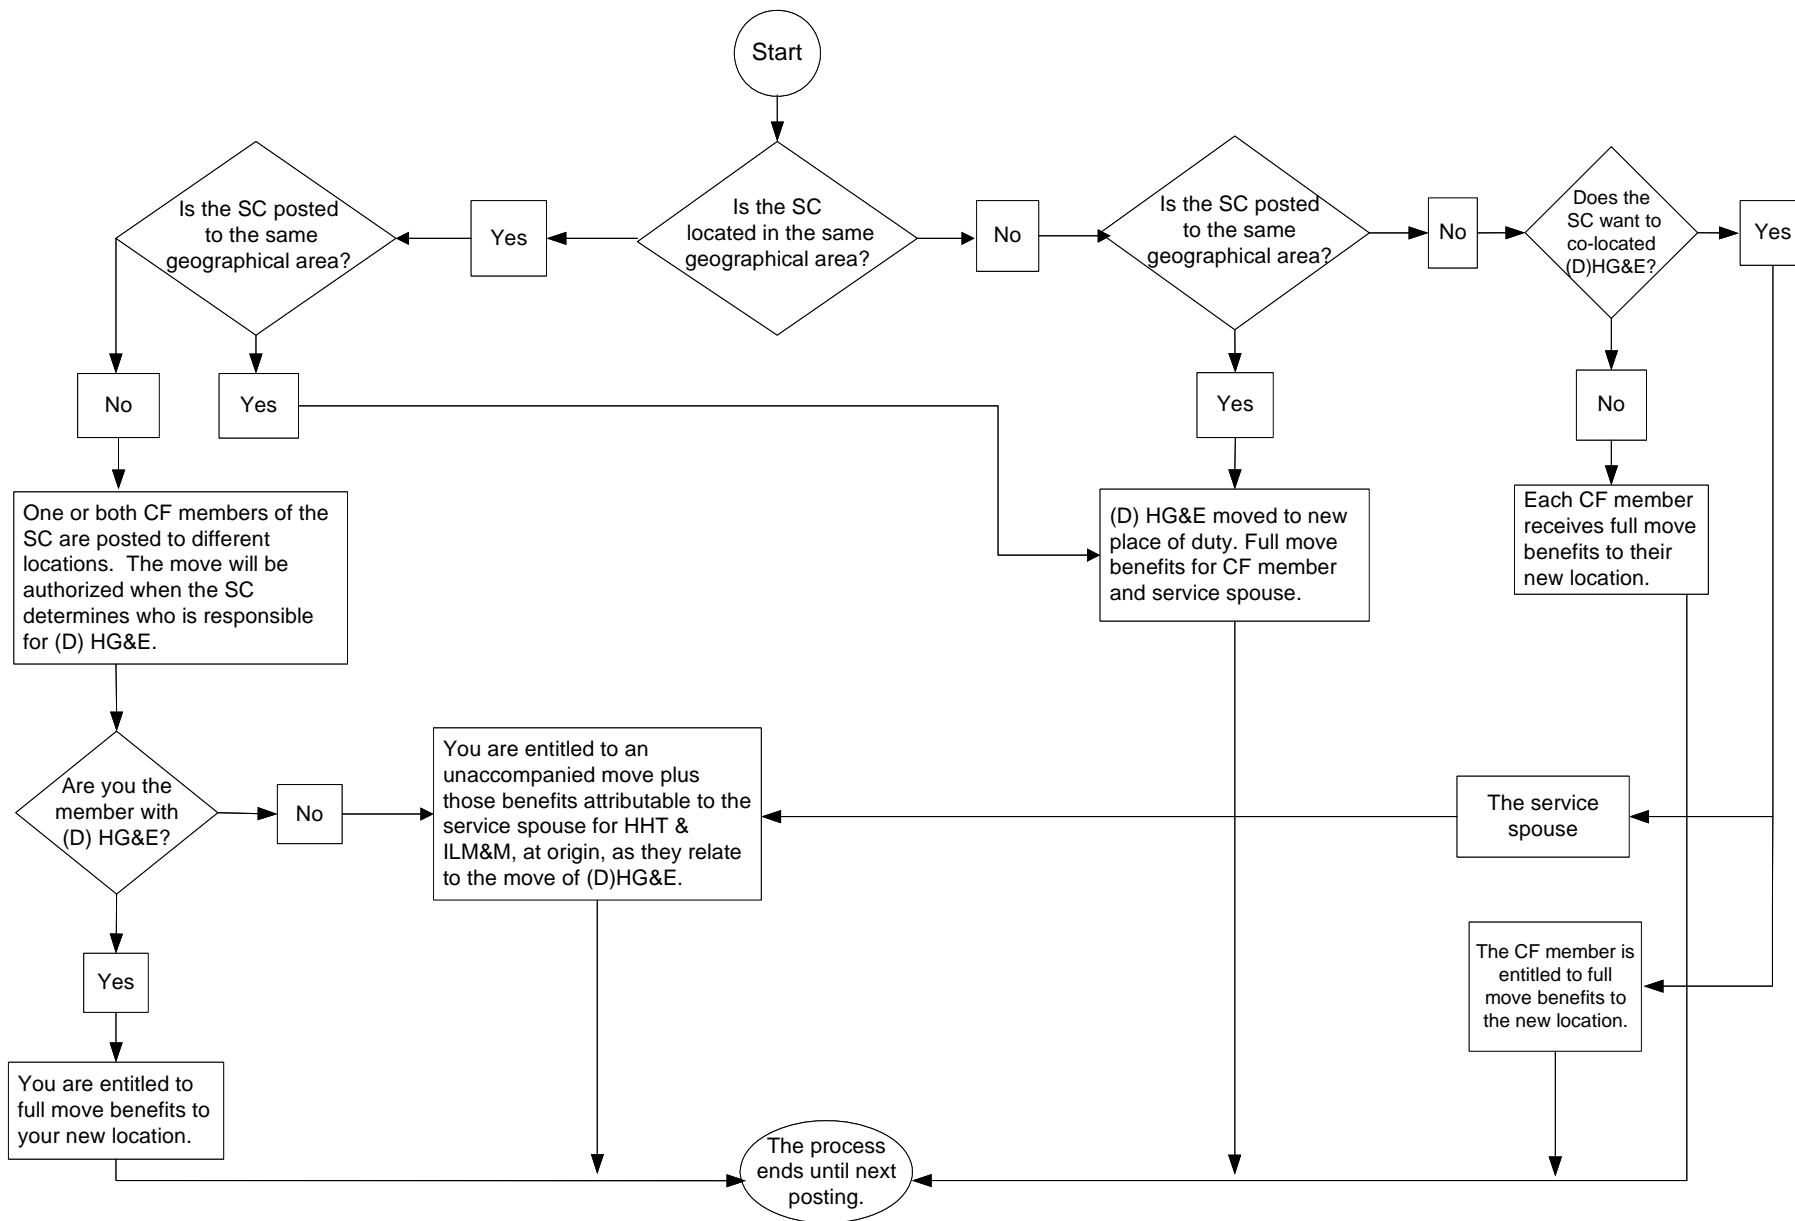 Start
Is the SC posted
to the same
geographical area?
Yes
Is the SC
located in the same
geographical area?
No
Is the SC posted
to the same
geographical area?
No
Does the
SC want to
co-located
(D)HG&E?
Yes
No
Yes
Yes
No
One or both CF members of the
SC are posted to different
locations. The move will be
authorized when the SC
determines who is responsible
for (D) HG&E.
(D) HG&E moved to new
place of duty. Full move
benefits for CF member
and service spouse.
Each CF member
receives full move
benefits to their
new location.
Are you the
member with
(D) HG&E?
No
You are entitled to an
unaccompanied move plus
those benefits attributable to the
service spouse for HHT &
ILM&M, at origin, as they relate
to the move of (D)HG&E.
The service
spouse
Yes
The CF member is
entitled to full
move benefits to
the new location.
You are entitled to
full move benefits to
your new location.
The process
ends until next
posting.